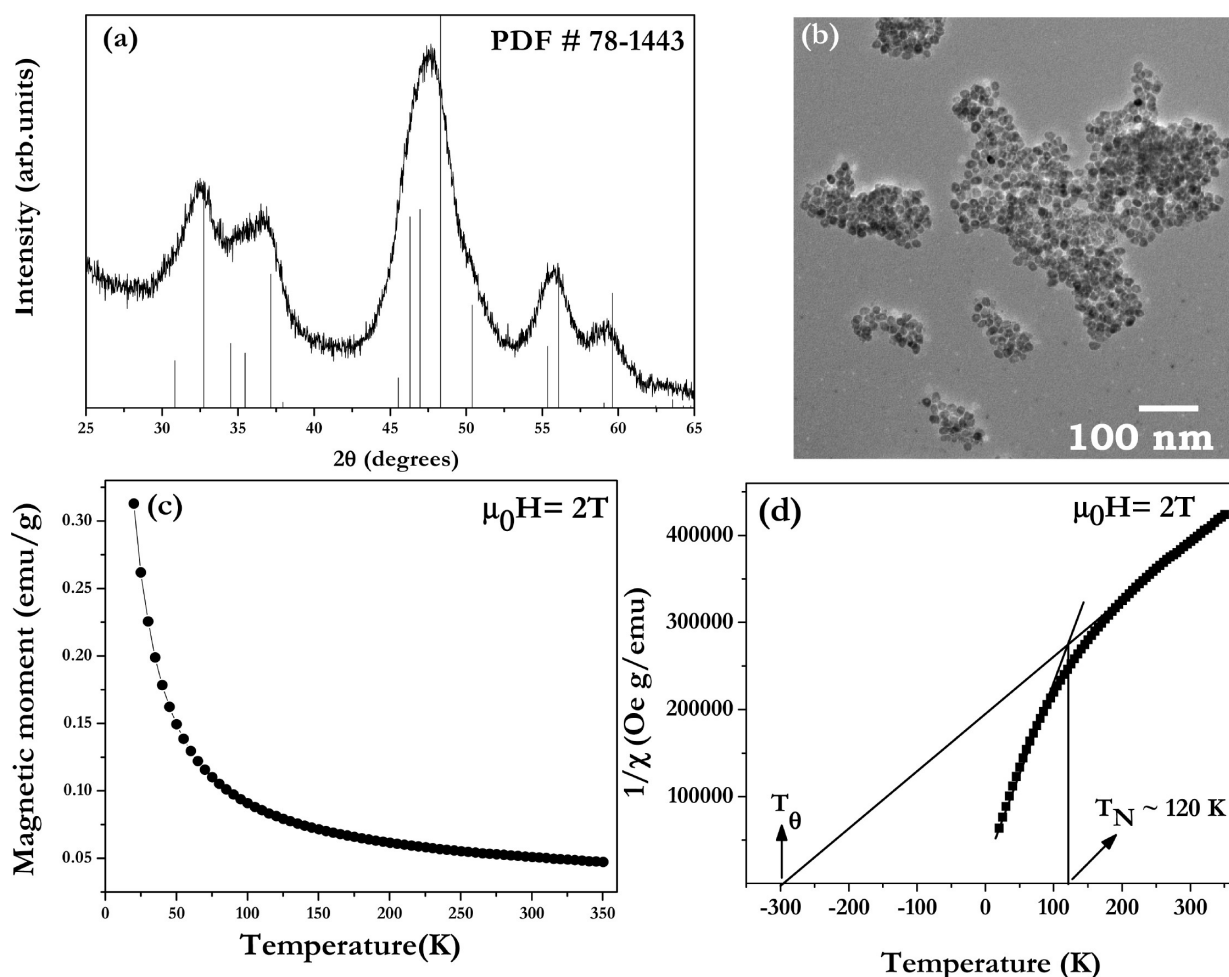 (a)
PDF # 78-1443
Intensity (arb.units)
25 30 35 40 45 50 55 60 65
2θ (degrees)
(b)
100 nm
(c)
μ0H= 2T
Magnetic moment (emu/g)
0.30
0.25
0.20
0.15
0.10
0.05
0 50 100 150 200 250 300 350
Temperature(K)
(d)
μ0H= 2T
1/χ (Oe g/emu)
400000
300000
200000
100000
Tθ
TN ~ 120 K
-300 -200 -100 0 100 200 300
Temperature (K)